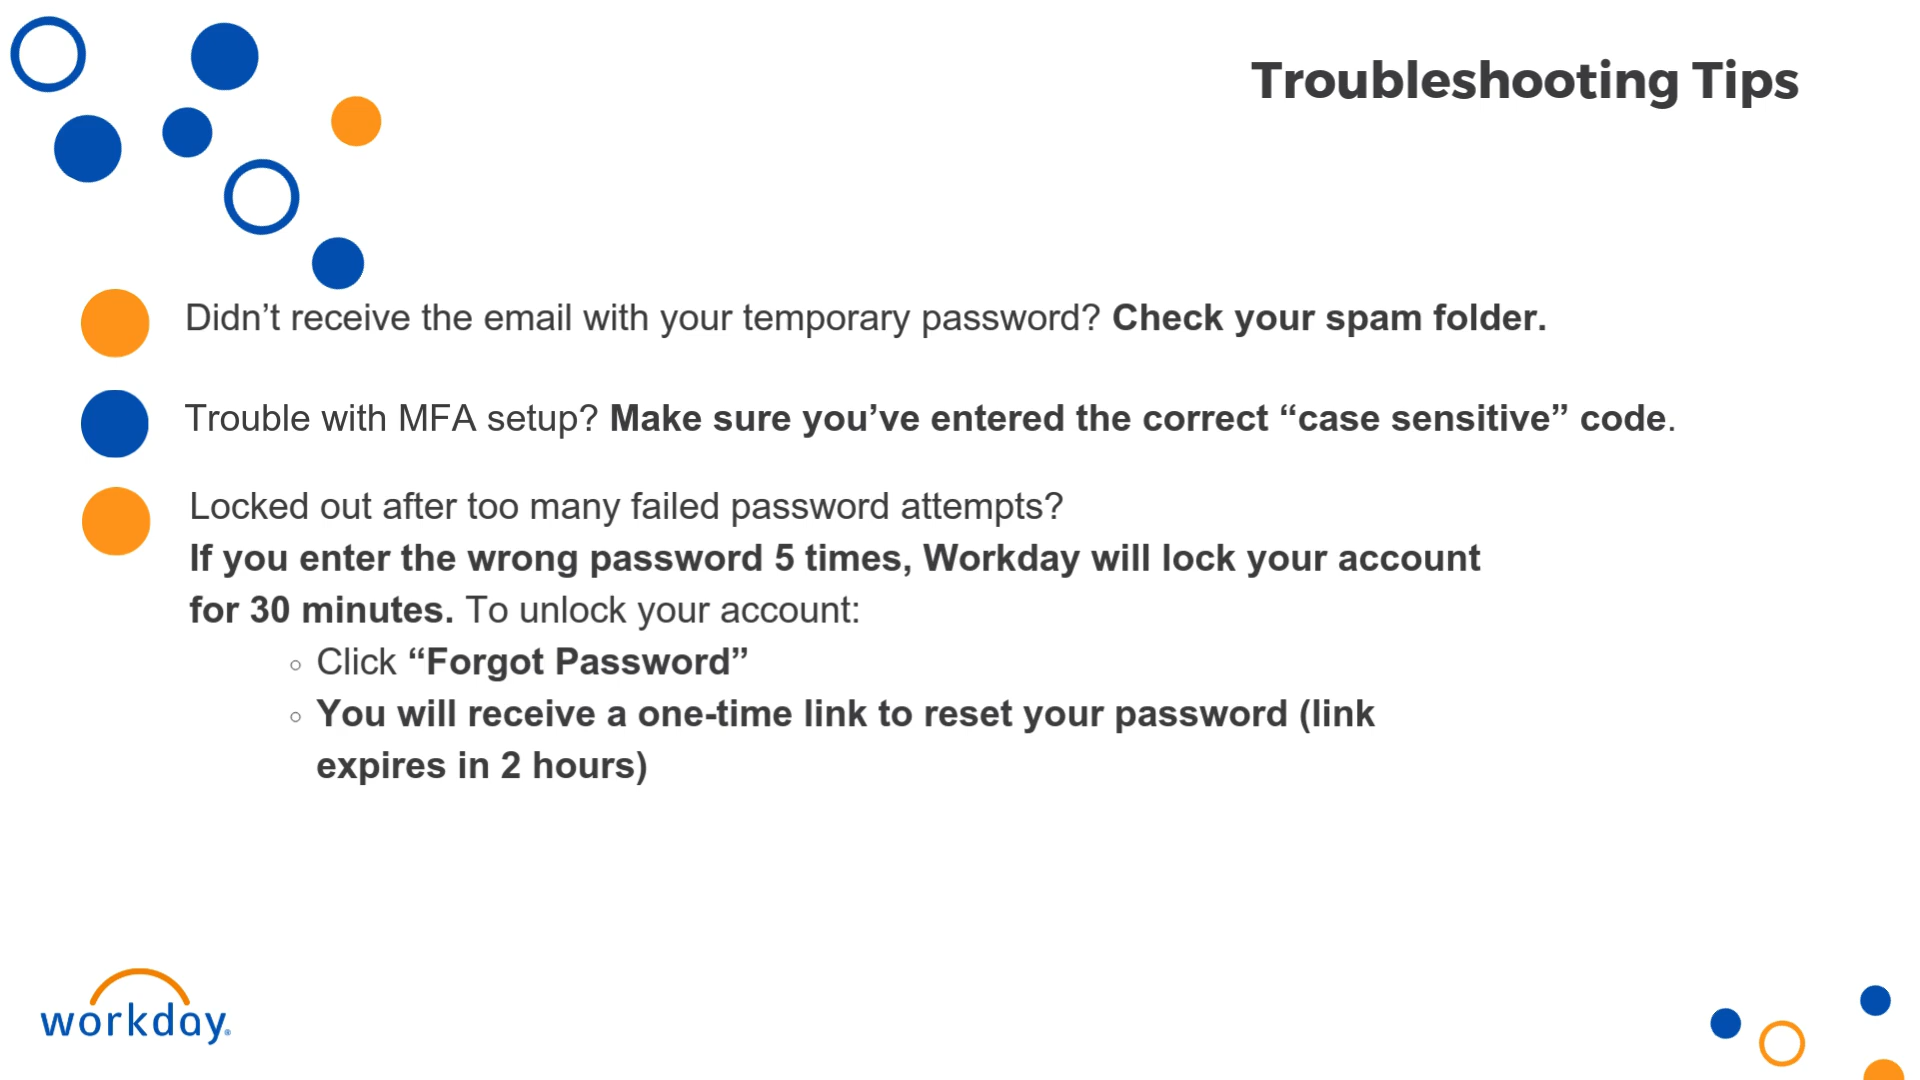 Troubleshooting Tips
Didn’t receive the email with your temporary password? Check your spam folder.
Trouble with MFA setup? Make sure you’ve entered the correct “case sensitive” code.
Locked out after too many failed password attempts?
If you enter the wrong password 5 times, Workday will lock your account
for 30 minutes. To unlock your account:
Click “Forgot Password”
You will receive a one-time link to reset your password (link
expires in 2 hours)
workday®